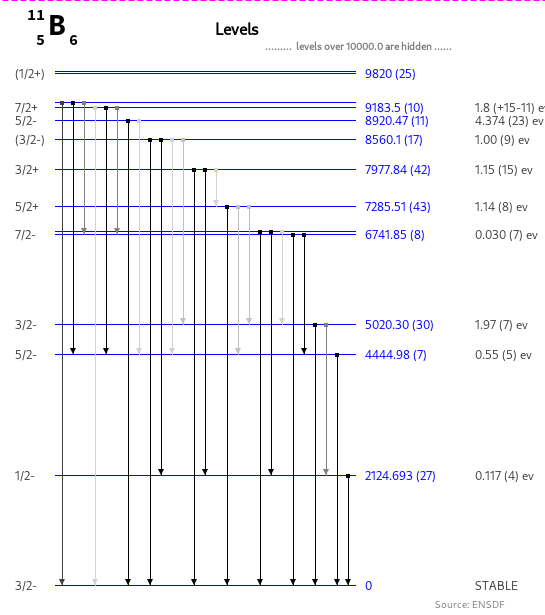 11
B
5 6
Levels
......... levels over 10000.0 are hidden ......
(1/2+) 9820 (25)
7/2+ 9183.5 (10) 1.8 (+15-11) e
5/2- 8920.47 (11) 4.374 (23) ev
(3/2-) 8560.1 (17) 1.00 (9) ev
3/2+ 7977.84 (42) 1.15 (15) ev
5/2+ 7285.51 (43) 1.14 (8) ev
7/2- 6741.85 (8) 0.030 (7) ev
3/2- 5020.30 (30) 1.97 (7) ev
5/2- 4444.98 (7) 0.55 (5) ev
1/2- 2124.693 (27) 0.117 (4) ev
3/2- 0 STABLE
Source: ENSDF